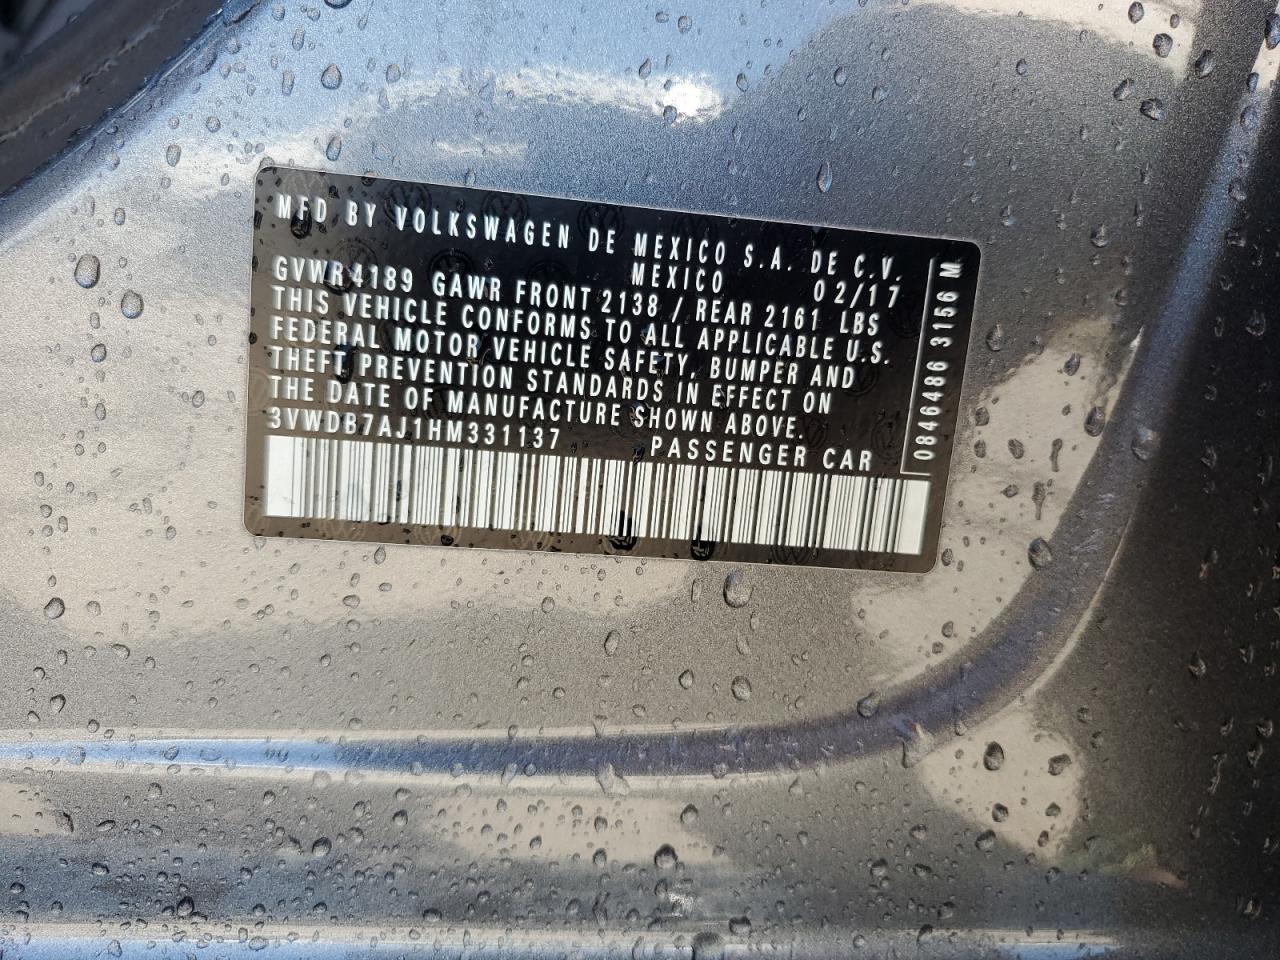 MFD BY VOLKSWAGEN DE MEXICO S.A. DE C.V.
MEXICO 02/17
GVWR 4189 GAWR FRONT 2138 / REAR 2161 LBS
THIS VEHICLE CONFORMS TO ALL APPLICABLE U.S.
FEDERAL MOTOR VEHICLE SAFETY, BUMPER AND
THEFT PREVENTION STANDARDS IN EFFECT ON
THE DATE OF MANUFACTURE SHOWN ABOVE.
3VWDB7AJ1HM331137 PASSENGER CAR
0846486 3156 M